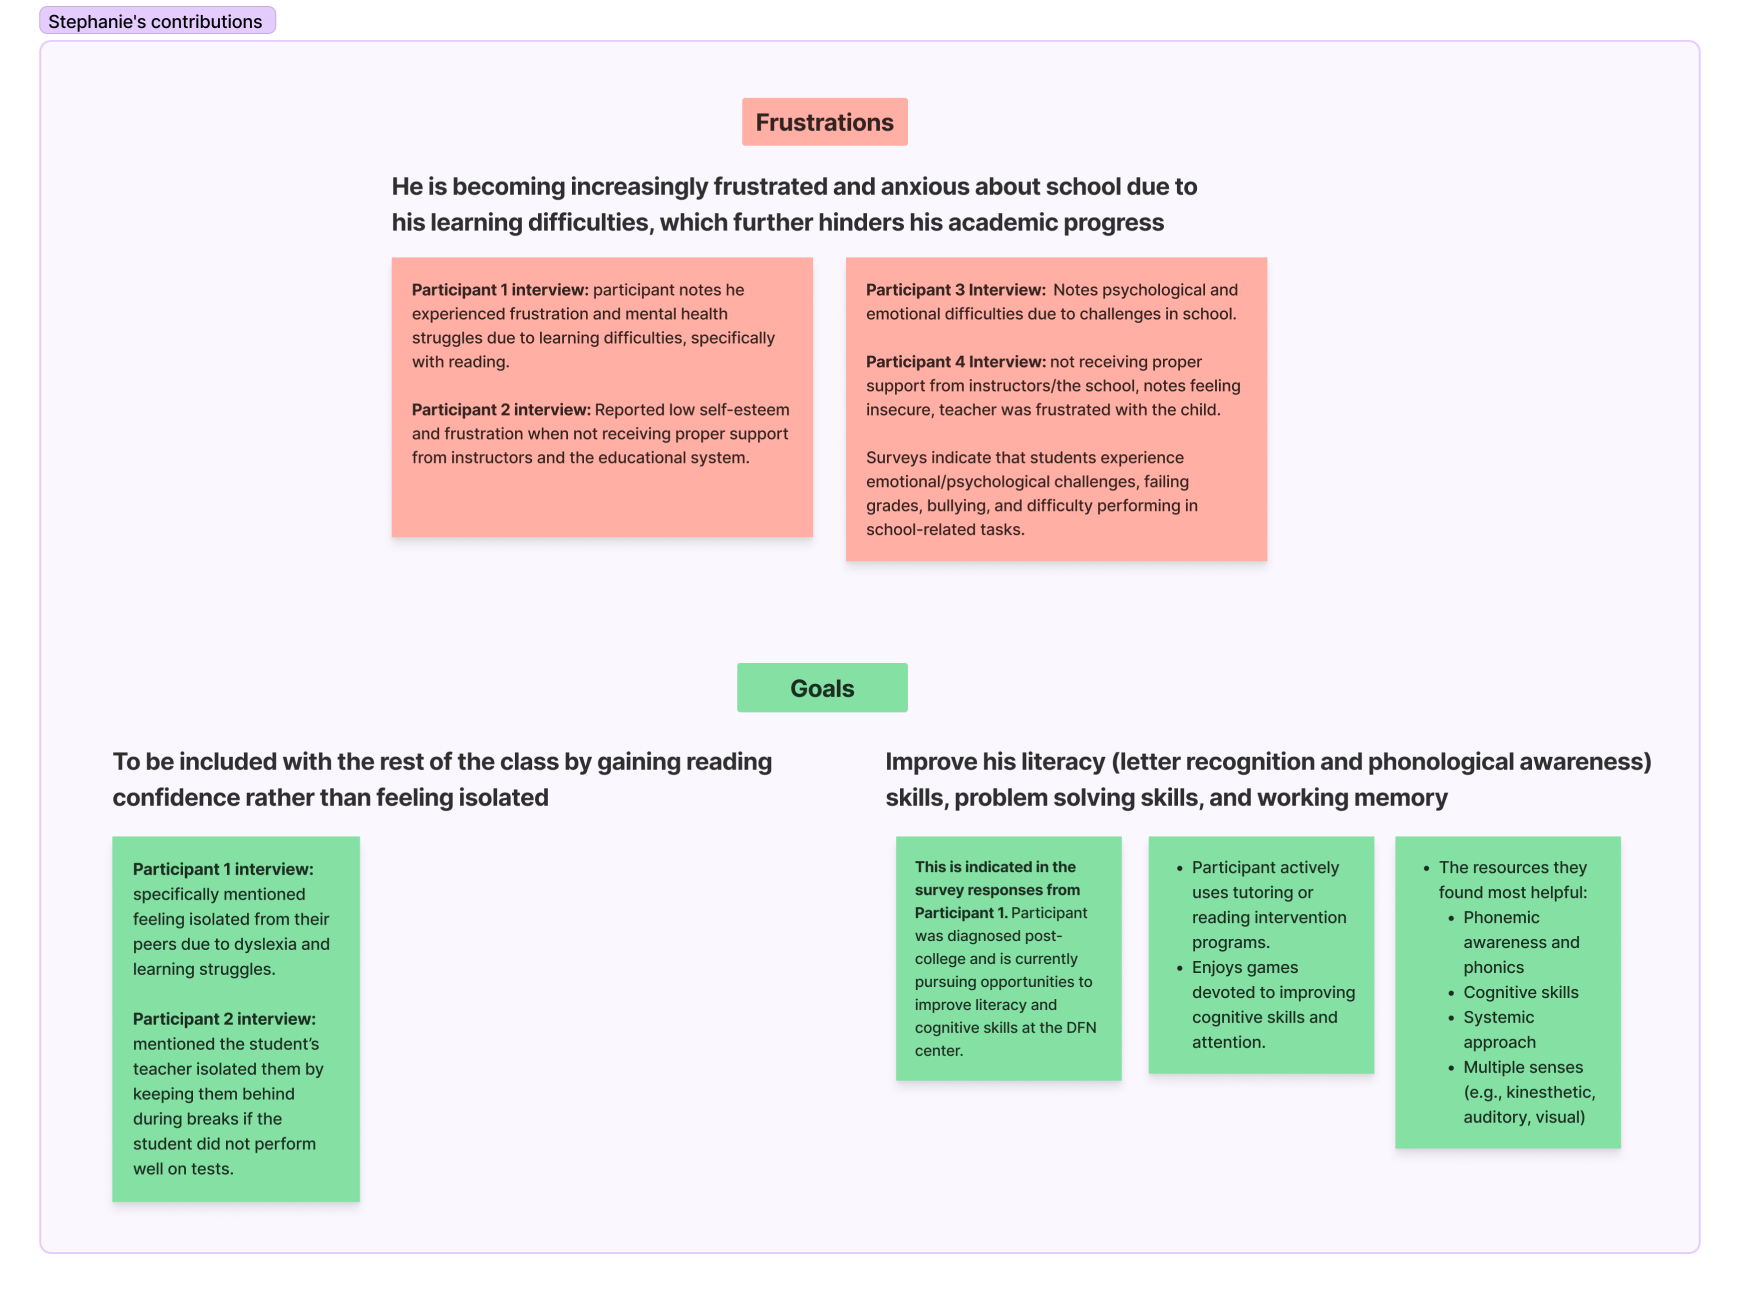 Stephanie's contributions
Frustrations
He is becoming increasingly frustrated and anxious about school due to
his learning difficulties, which further hinders his academic progress
Participant 1 interview: participant notes he
experienced frustration and mental health
struggles due to learning difficulties, specifically
with reading.
Participant 2 interview: Reported low self-esteem
and frustration when not receiving proper support
from instructors and the educational system.
Participant 3 Interview: Notes psychological and
emotional difficulties due to challenges in school.
Participant 4 Interview: not receiving proper
support from instructors/the school, notes feeling
insecure, teacher was frustrated with the child.
Surveys indicate that students experience
emotional/psychological challenges, failing
grades, bullying, and difficulty performing in
school-related tasks.
Goals
To be included with the rest of the class by gaining reading
confidence rather than feeling isolated
Participant 1 interview:
specifically mentioned
feeling isolated from their
peers due to dyslexia and
learning struggles.
Participant 2 interview:
mentioned the student’s
teacher isolated them by
keeping them behind
during breaks if the
student did not perform
well on tests.
Improve his literacy (letter recognition and phonological awareness)
skills, problem solving skills, and working memory
This is indicated in the
survey responses from
Participant 1. Participant
was diagnosed post-
college and is currently
pursuing opportunities to
improve literacy and
cognitive skills at the DFN
center.
• Participant actively
uses tutoring or
reading intervention
programs.
• Enjoys games
devoted to improving
cognitive skills and
attention.
• The resources they
found most helpful:
• Phonemic
awareness and
phonics
• Cognitive skills
• Systemic
approach
• Multiple senses
(e.g., kinesthetic,
auditory, visual)